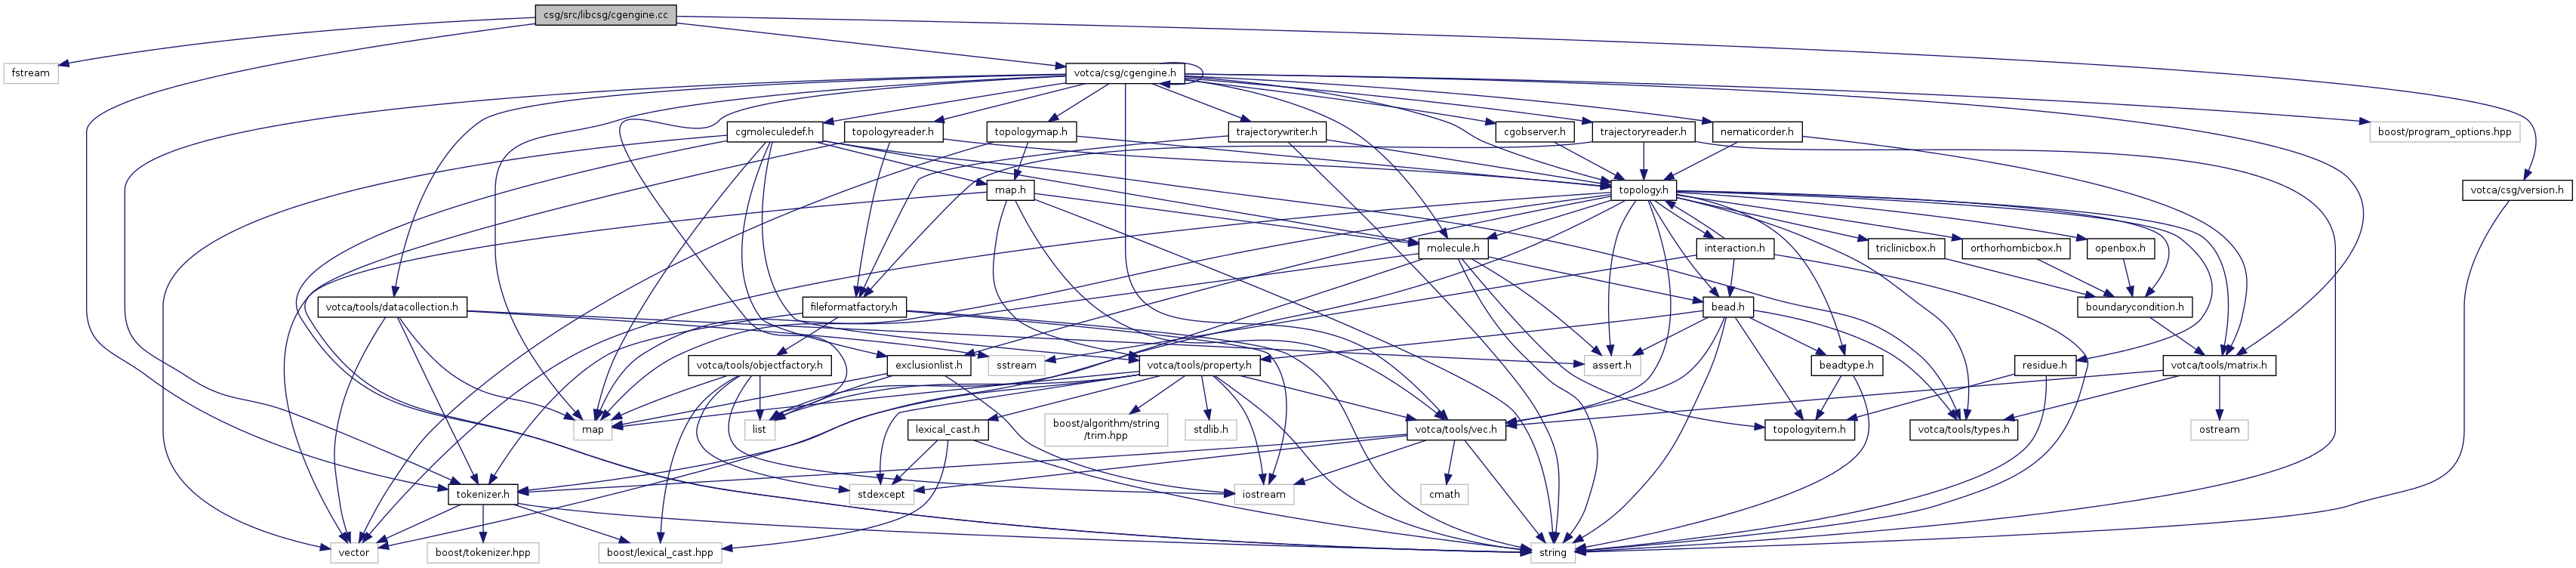 csg/src/libcsg/cgengine.cc
fstream
votca/csg/cgengine.h
cgmoleculedef.h
topologyreader.h
topologymap.h
trajectorywriter.h
cgobserver.h
trajectoryreader.h
nematicorder.h
boost/program_options.hpp
map.h
topology.h
votca/csg/version.h
molecule.h
interaction.h
triclinicbox.h
orthorhombicbox.h
openbox.h
votca/tools/datacollection.h
fileformatfactory.h
bead.h
boundarycondition.h
votca/tools/objectfactory.h
exclusionlist.h
sstream
votca/tools/property.h
assert.h
beadtype.h
residue.h
votca/tools/matrix.h
map
list
lexical_cast.h
boost/algorithm/string
/trim.hpp
stdlib.h
votca/tools/vec.h
topologyitem.h
votca/tools/types.h
ostream
tokenizer.h
stdexcept
iostream
cmath
vector
boost/tokenizer.hpp
boost/lexical_cast.hpp
string